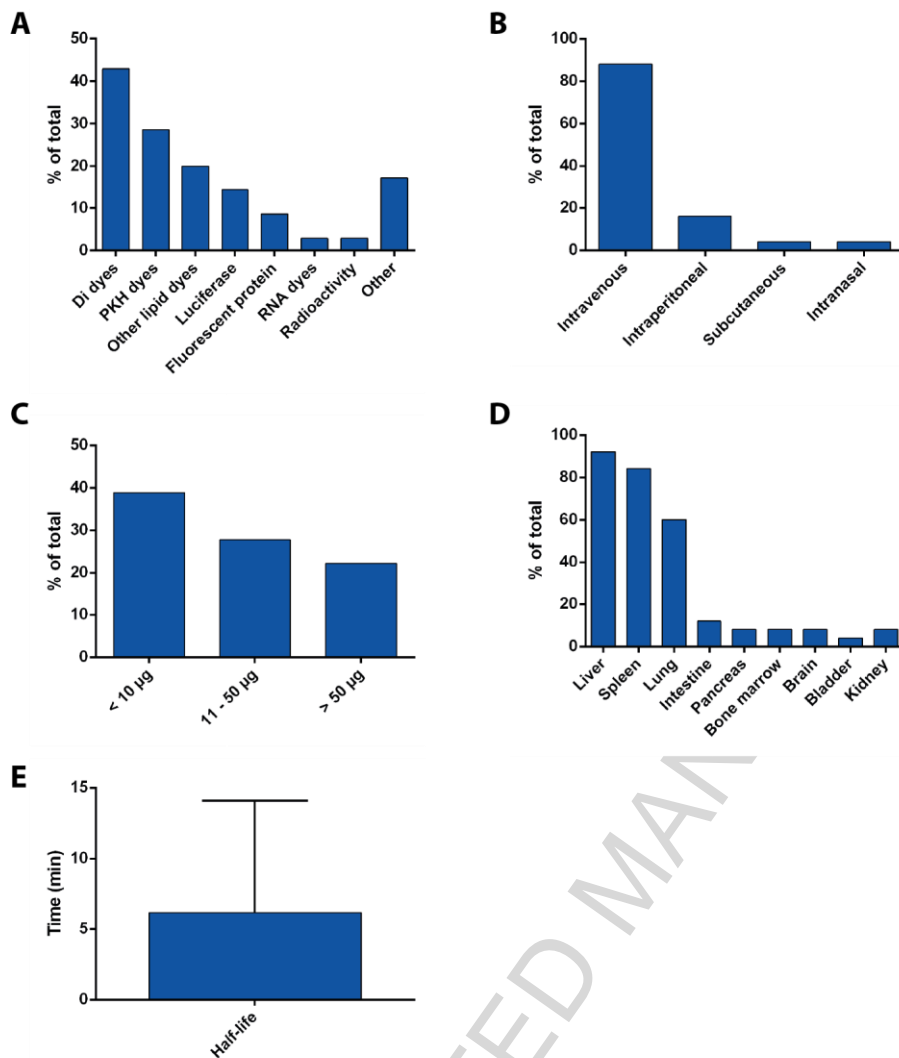 A
% of total
50
40
30
20
10
0
Di dyes
PKH dyes
Other lipid dyes
Luciferase
Fluorescent protein
RNA dyes
Radioactivity
Other
B
% of total
100
80
60
40
20
0
Intravenous
Intraperitoneal
Subcutaneous
Intranasal
C
% of total
50
40
30
20
10
0
< 10 µg
11 - 50 µg
> 50 µg
D
% of total
100
80
60
40
20
0
Liver
Spleen
Lung
Intestine
Pancreas
Bone marrow
Brain
Bladder
Kidney
E
Time (min)
15
10
5
0
Half-life
TED MAN